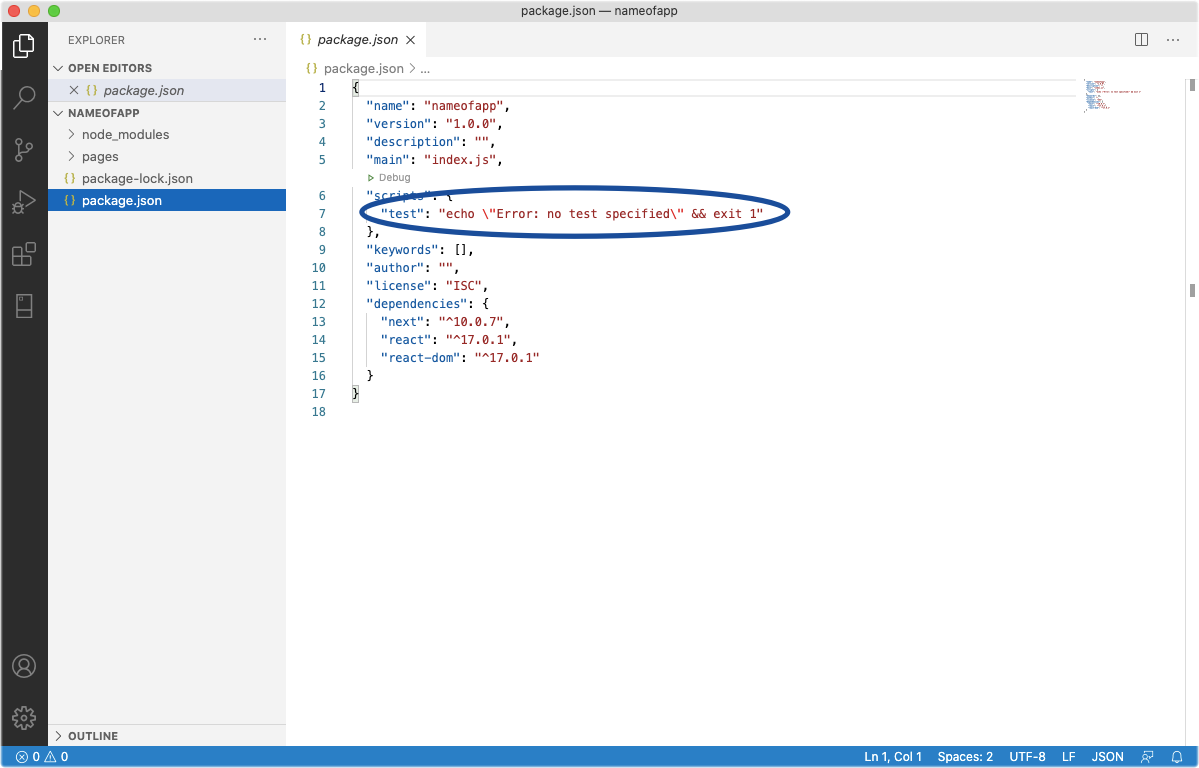 package.json — nameofapp
EXPLORER
OPEN EDITORS
package.json
NAMEOFAPP
node_modules
pages
package-lock.json
package.json
OUTLINE
package.json
package.json > ...
1 {
2 "name": "nameofapp",
3 "version": "1.0.0",
4 "description": "",
5 "main": "index.js",
Debug
6 "scripts": {
7 "test": "echo \"Error: no test specified\" && exit 1"
8 },
9 "keywords": [],
10 "author": "",
11 "license": "ISC",
12 "dependencies": {
13 "next": "^10.0.7",
14 "react": "^17.0.1",
15 "react-dom": "^17.0.1"
16 }
17 }
18
0 0 Ln 1, Col 1 Spaces: 2 UTF-8 LF JSON